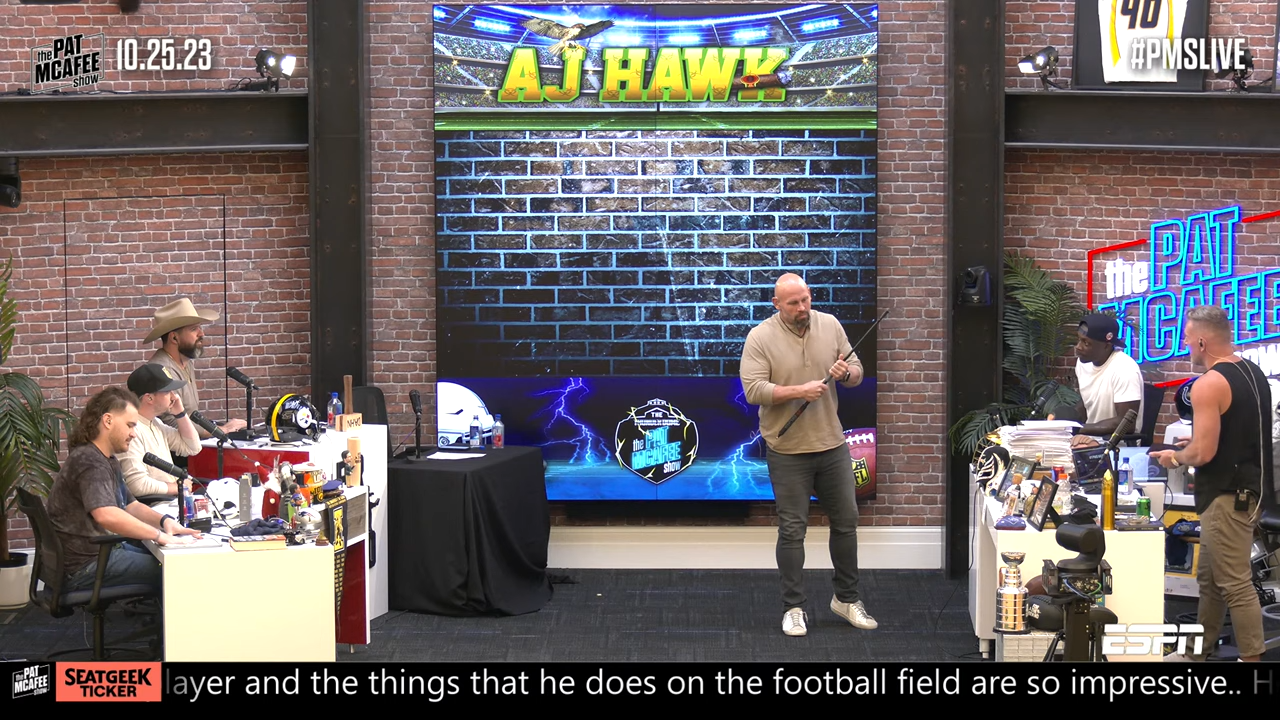 the PAT MCAFEE show
10.25.23
AJ HAWK
40
#PMSLIVE
the PAT MCAFEE
THE
the PAT MCAFEE show
NFL
ESPN
the PAT MCAFEE show
SEATGEEK TICKER
layer and the things that he does on the football field are so impressive.. H